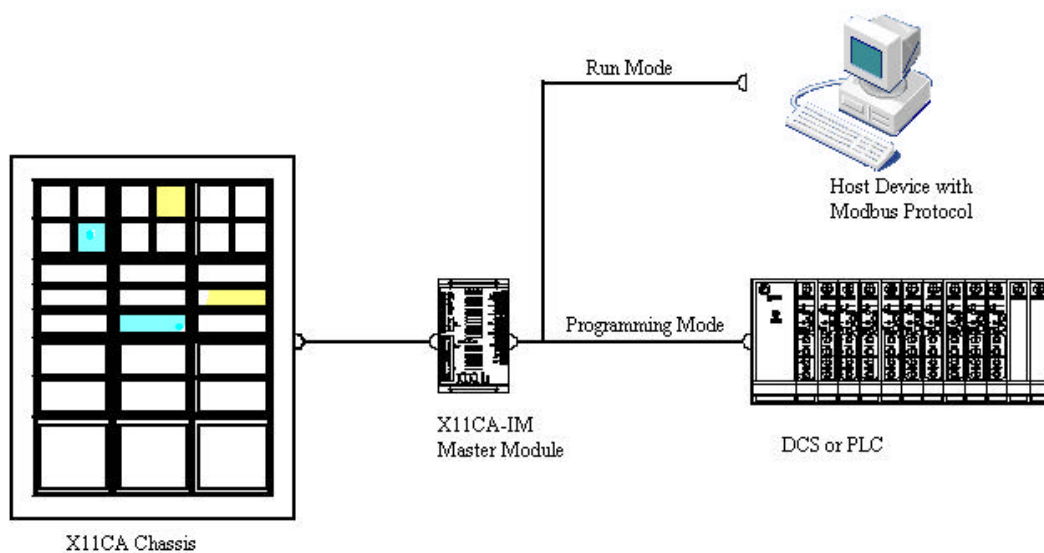 Run Mode
Host Device with
Modbus Protocol
Programming Mode
X11CA-IM
Master Module
DCS or PLC
X11CA Chassis